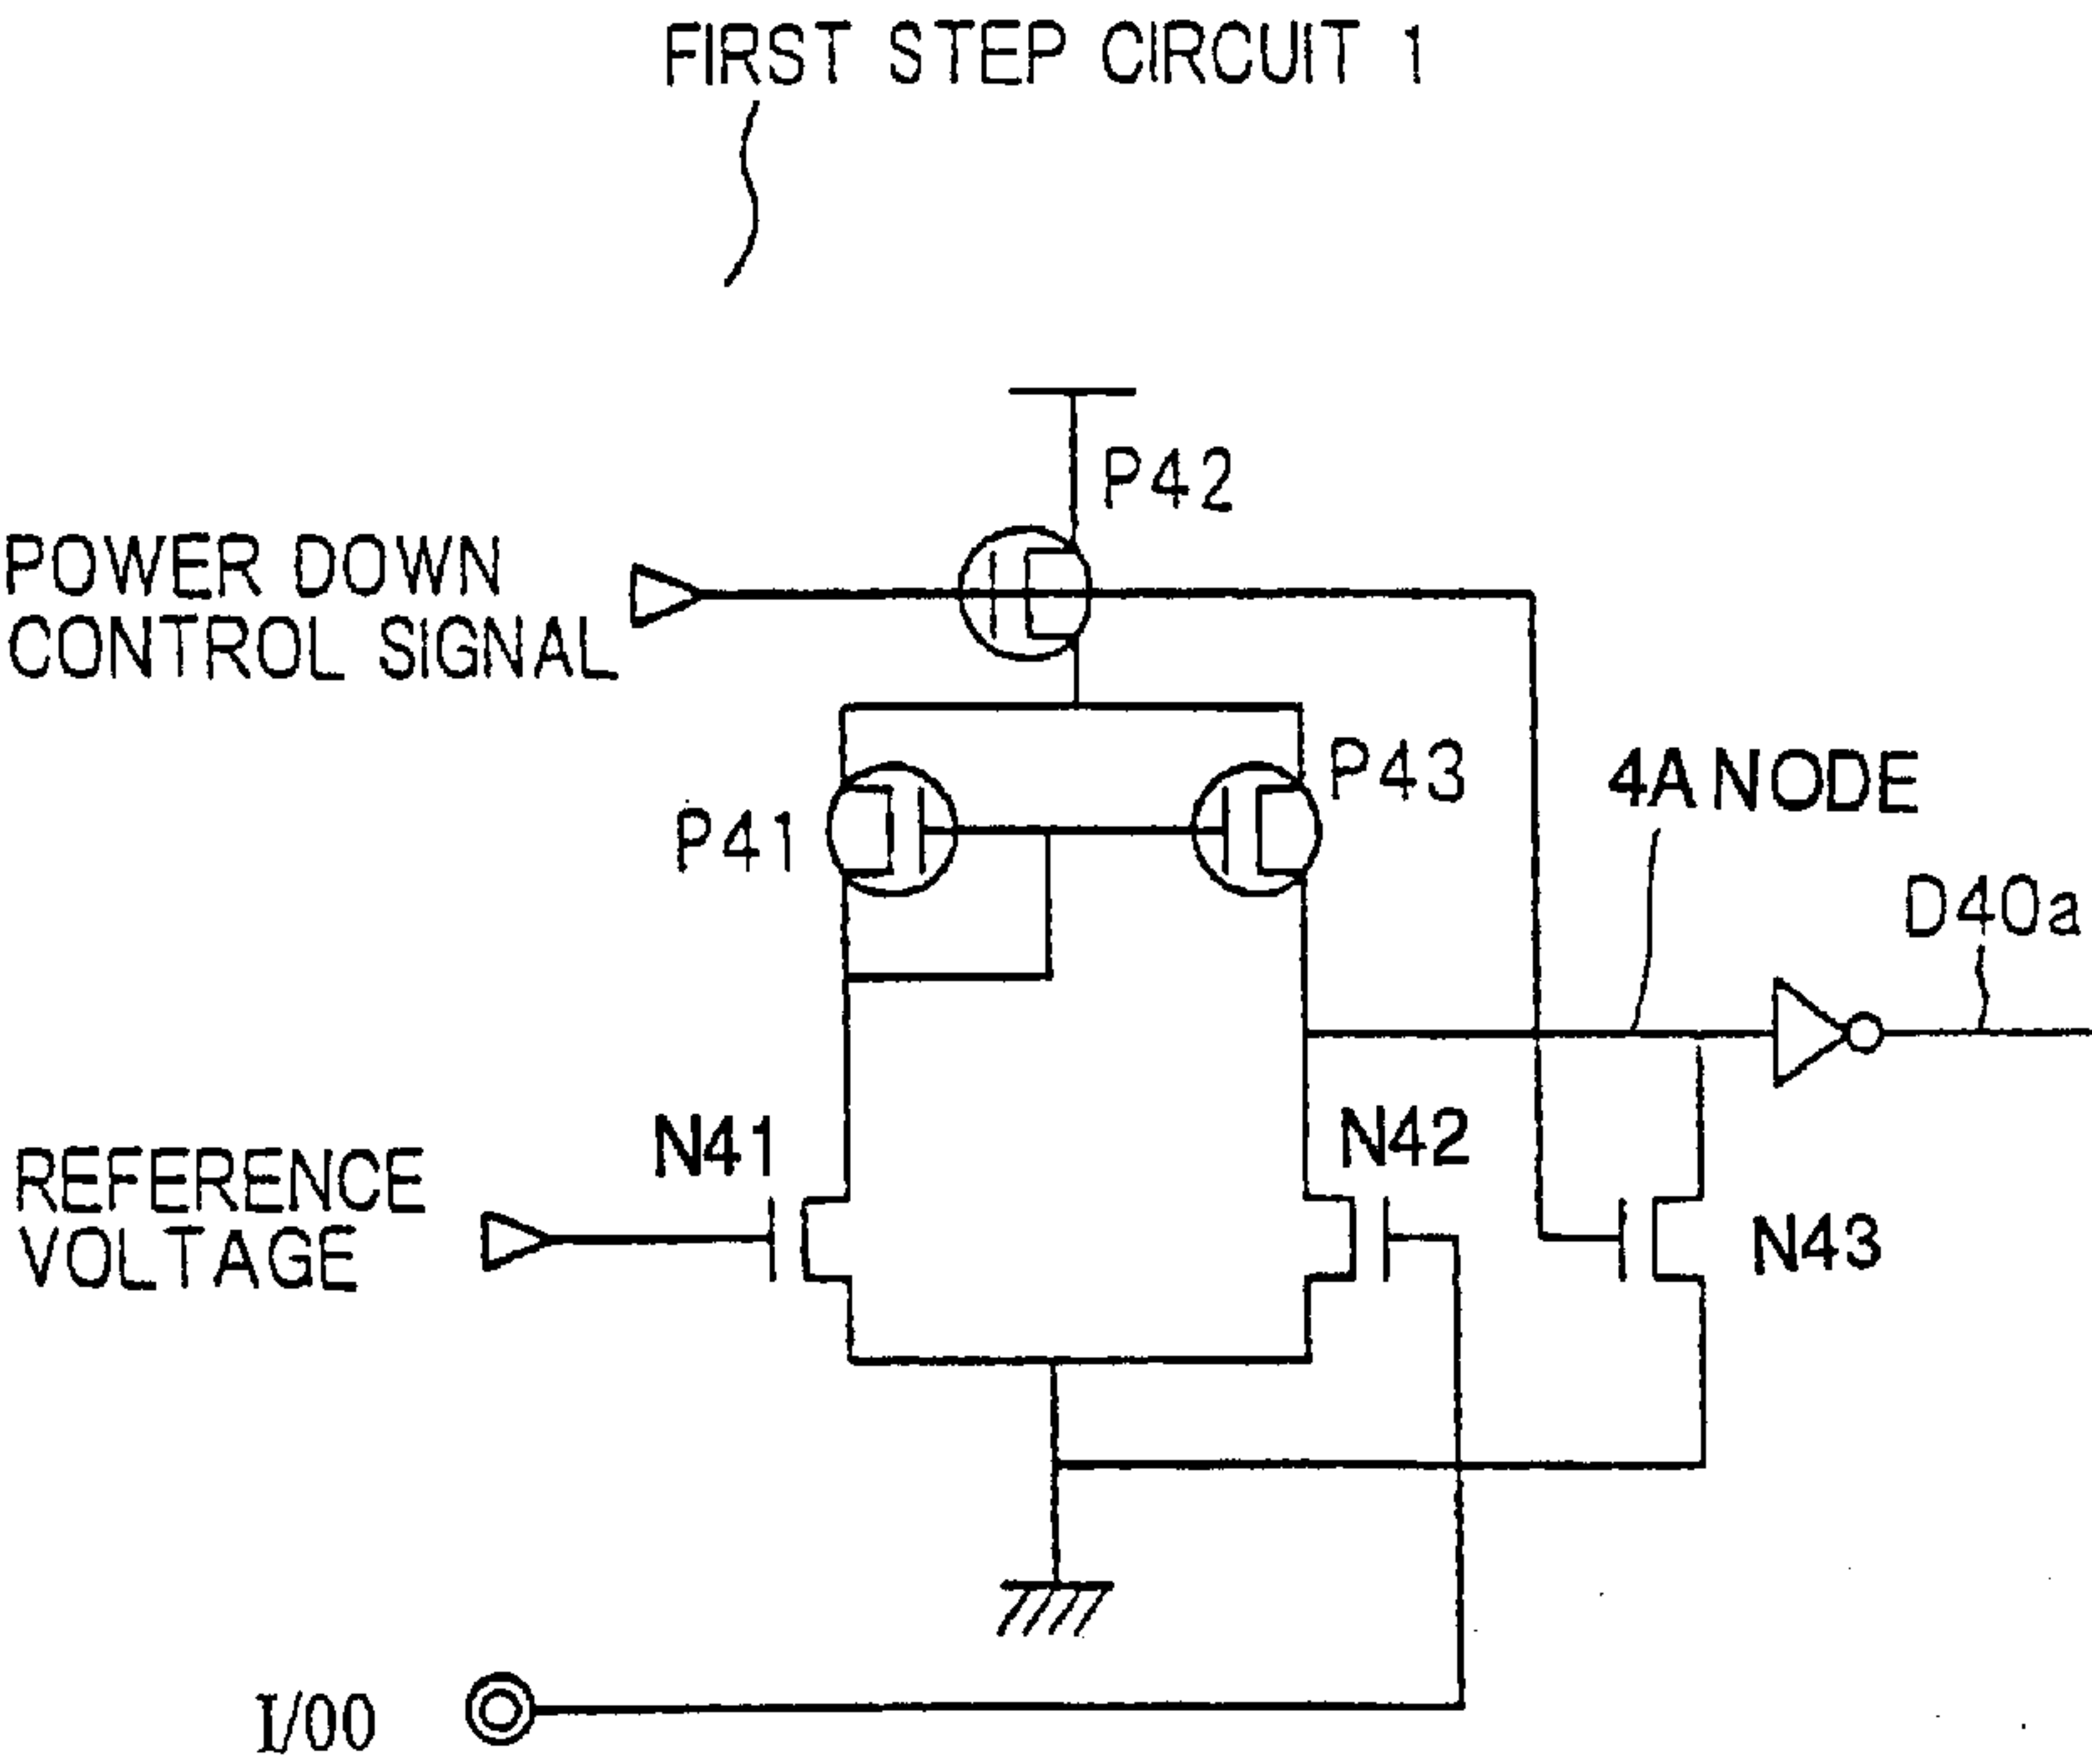 FIRST STEP CIRCUIT 1
P42
POWER DOWN
CONTROL SIGNAL
P41
P43
4A NODE
D40a
N41
N42
REFERENCE
VOLTAGE
N43
I/O0